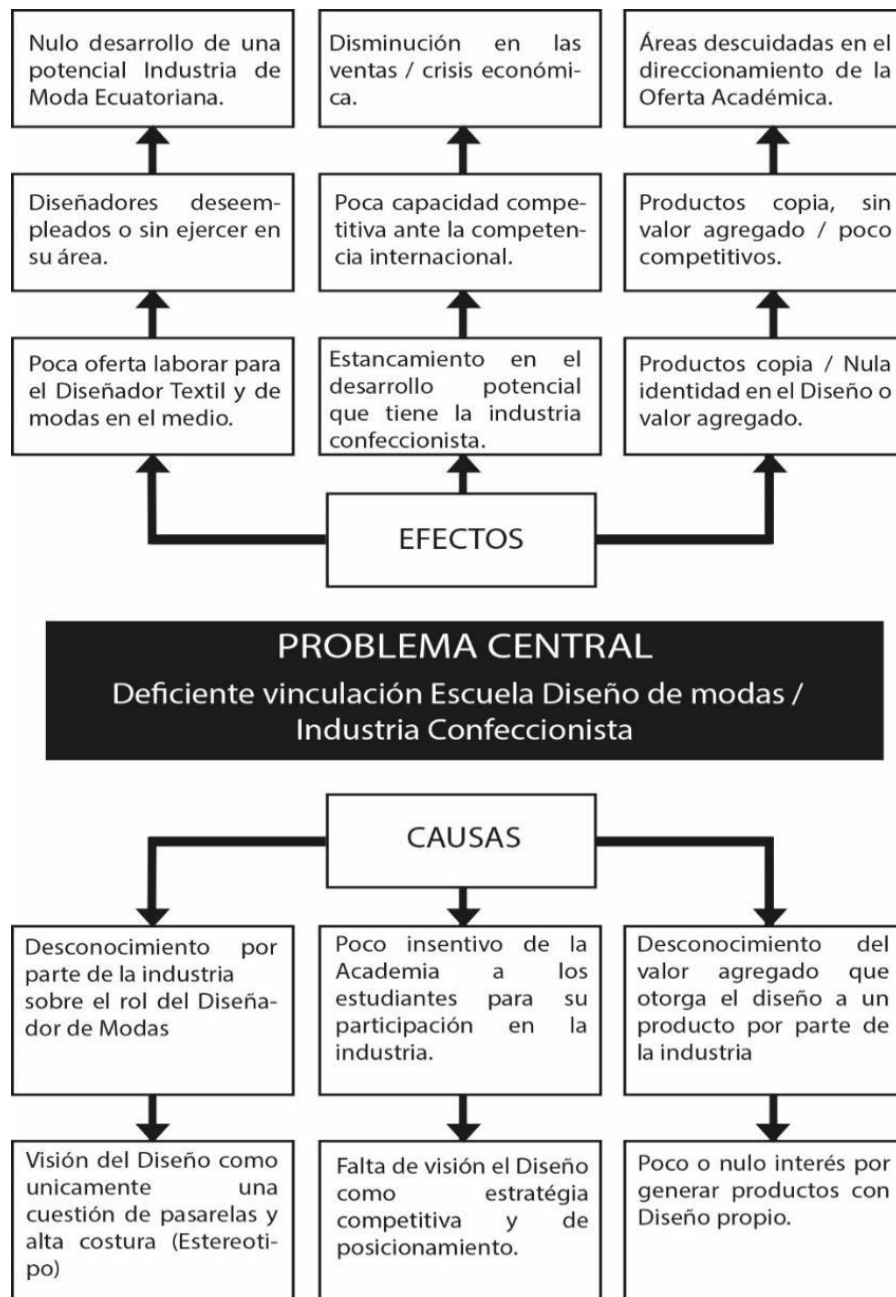 Nulo desarrollo de una
potencial Industria de
Moda Ecuatoriana.
Disminución en las
ventas / crisis económi-
ca.
Áreas descuidadas en el
direccionamiento de la
Oferta Académica.
Diseñadores deseem-
pleados o sin ejercer en
su área.
Poca capacidad compe-
titiva ante la competen-
cia internacional.
Productos copia, sin
valor agregado / poco
competitivos.
Poca oferta laborar para
el Diseñador Textil y de
modas en el medio.
Estancamiento en el
desarrollo potencial
que tiene la industria
confeccionista.
Productos copia / Nula
identidad en el Diseño o
valor agregado.
EFECTOS
PROBLEMA CENTRAL
Deficiente vinculación Escuela Diseño de modas /
Industria Confeccionista
CAUSAS
Desconocimiento por
parte de la industria
sobre el rol del Diseña-
dor de Modas
Poco insentivo de la
Academia a los
estudiantes para su
participación en la
industria.
Desconocimiento del
valor agregado que
otorga el diseño a un
producto por parte de
la industria
Visión del Diseño como
unicamente una
cuestión de pasarelas y
alta costura (Estereoti-
po)
Falta de visión el Diseño
como estratégia
competitiva y de
posicionamiento.
Poco o nulo interés por
generar productos con
Diseño propio.